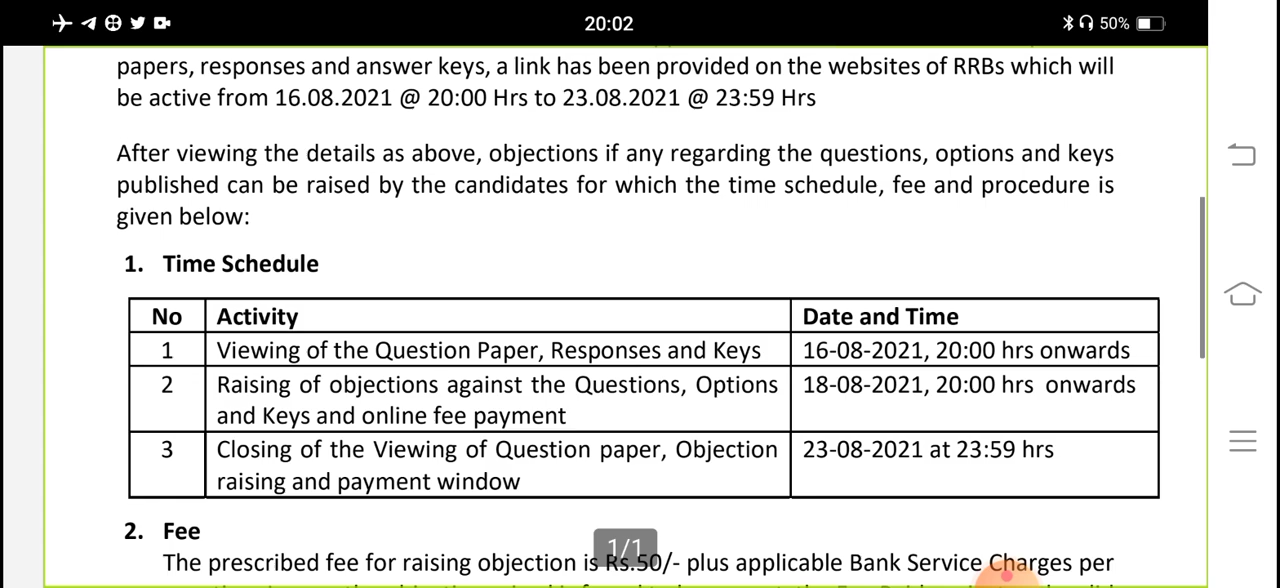 20:02
50%
papers, responses and answer keys, a link has been provided on the websites of RRBs which will
be active from 16.08.2021 @ 20:00 Hrs to 23.08.2021 @ 23:59 Hrs
After viewing the details as above, objections if any regarding the questions, options and keys
published can be raised by the candidates for which the time schedule, fee and procedure is
given below:
1. Time Schedule
No Activity Date and Time
1 Viewing of the Question Paper, Responses and Keys 16-08-2021, 20:00 hrs onwards
2 Raising of objections against the Questions, Options 18-08-2021, 20:00 hrs onwards
and Keys and online fee payment
3 Closing of the Viewing of Question paper, Objection 23-08-2021 at 23:59 hrs
raising and payment window
2. Fee
1/1
The prescribed fee for raising objection is Rs.50/- plus applicable Bank Service Charges per